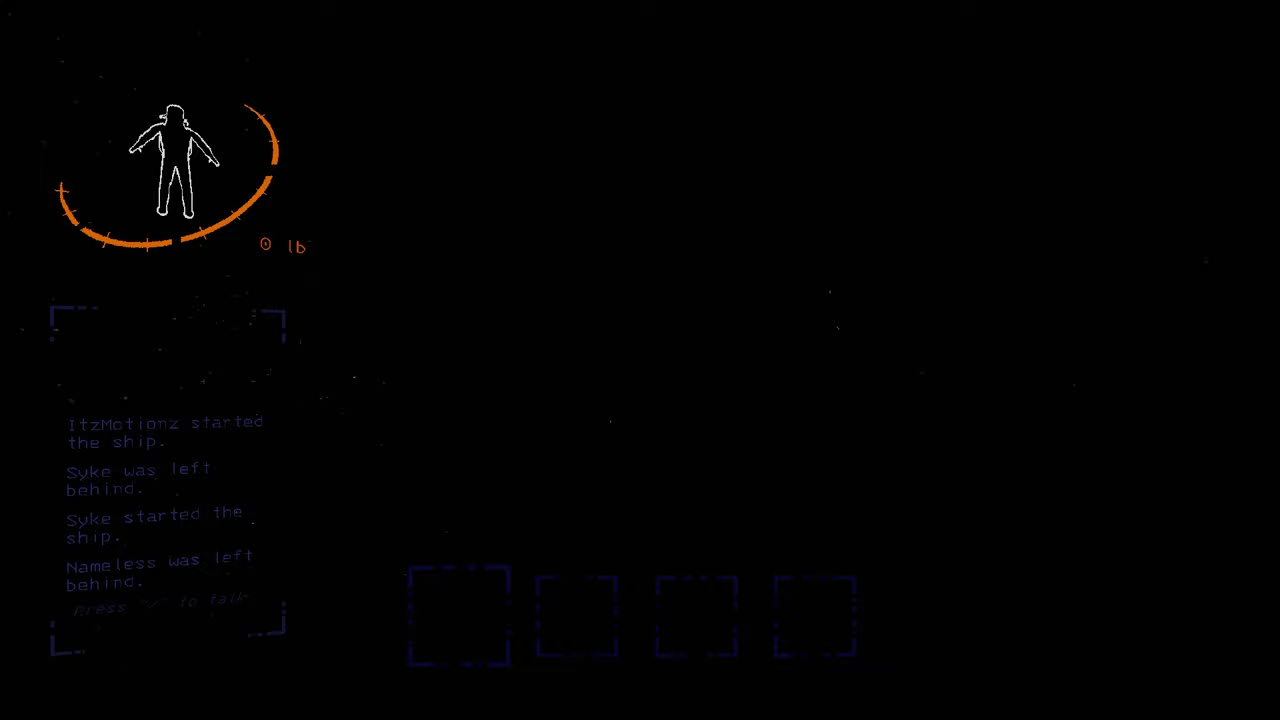 0 lb
ItzMotionz started
the ship.
Syke was left
behind.
Syke started the
ship.
Nameless was left
behind.
Press "/" to talk